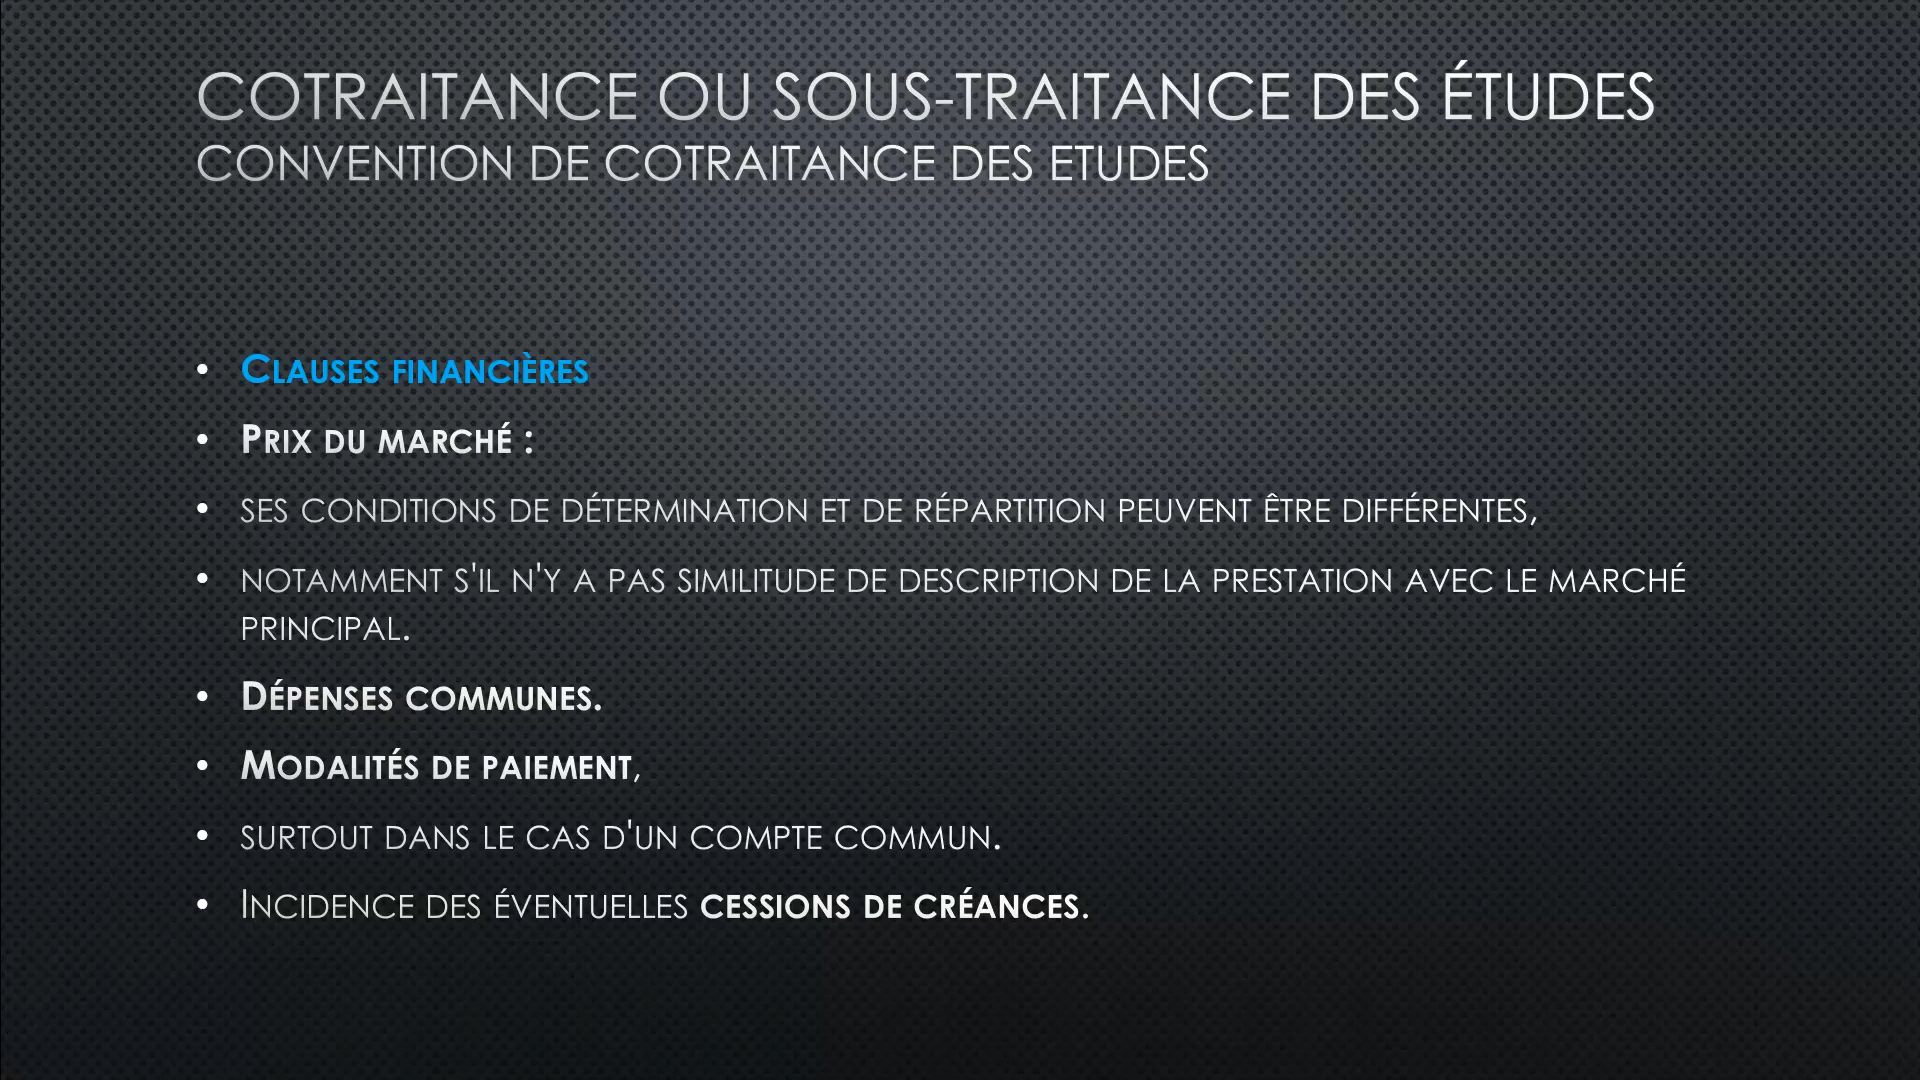 COTRAITANCE OU SOUS-TRAITANCE DES ÉTUDES
CONVENTION DE COTRAITANCE DES ETUDES
• CLAUSES FINANCIÈRES
• PRIX DU MARCHÉ :
• SES CONDITIONS DE DÉTERMINATION ET DE RÉPARTITION PEUVENT ÊTRE DIFFÉRENTES,
• NOTAMMENT S'IL N'Y A PAS SIMILITUDE DE DESCRIPTION DE LA PRESTATION AVEC LE MARCHÉ
PRINCIPAL.
• DÉPENSES COMMUNES.
• MODALITÉS DE PAIEMENT,
• SURTOUT DANS LE CAS D'UN COMPTE COMMUN.
• INCIDENCE DES ÉVENTUELLES CESSIONS DE CRÉANCES.